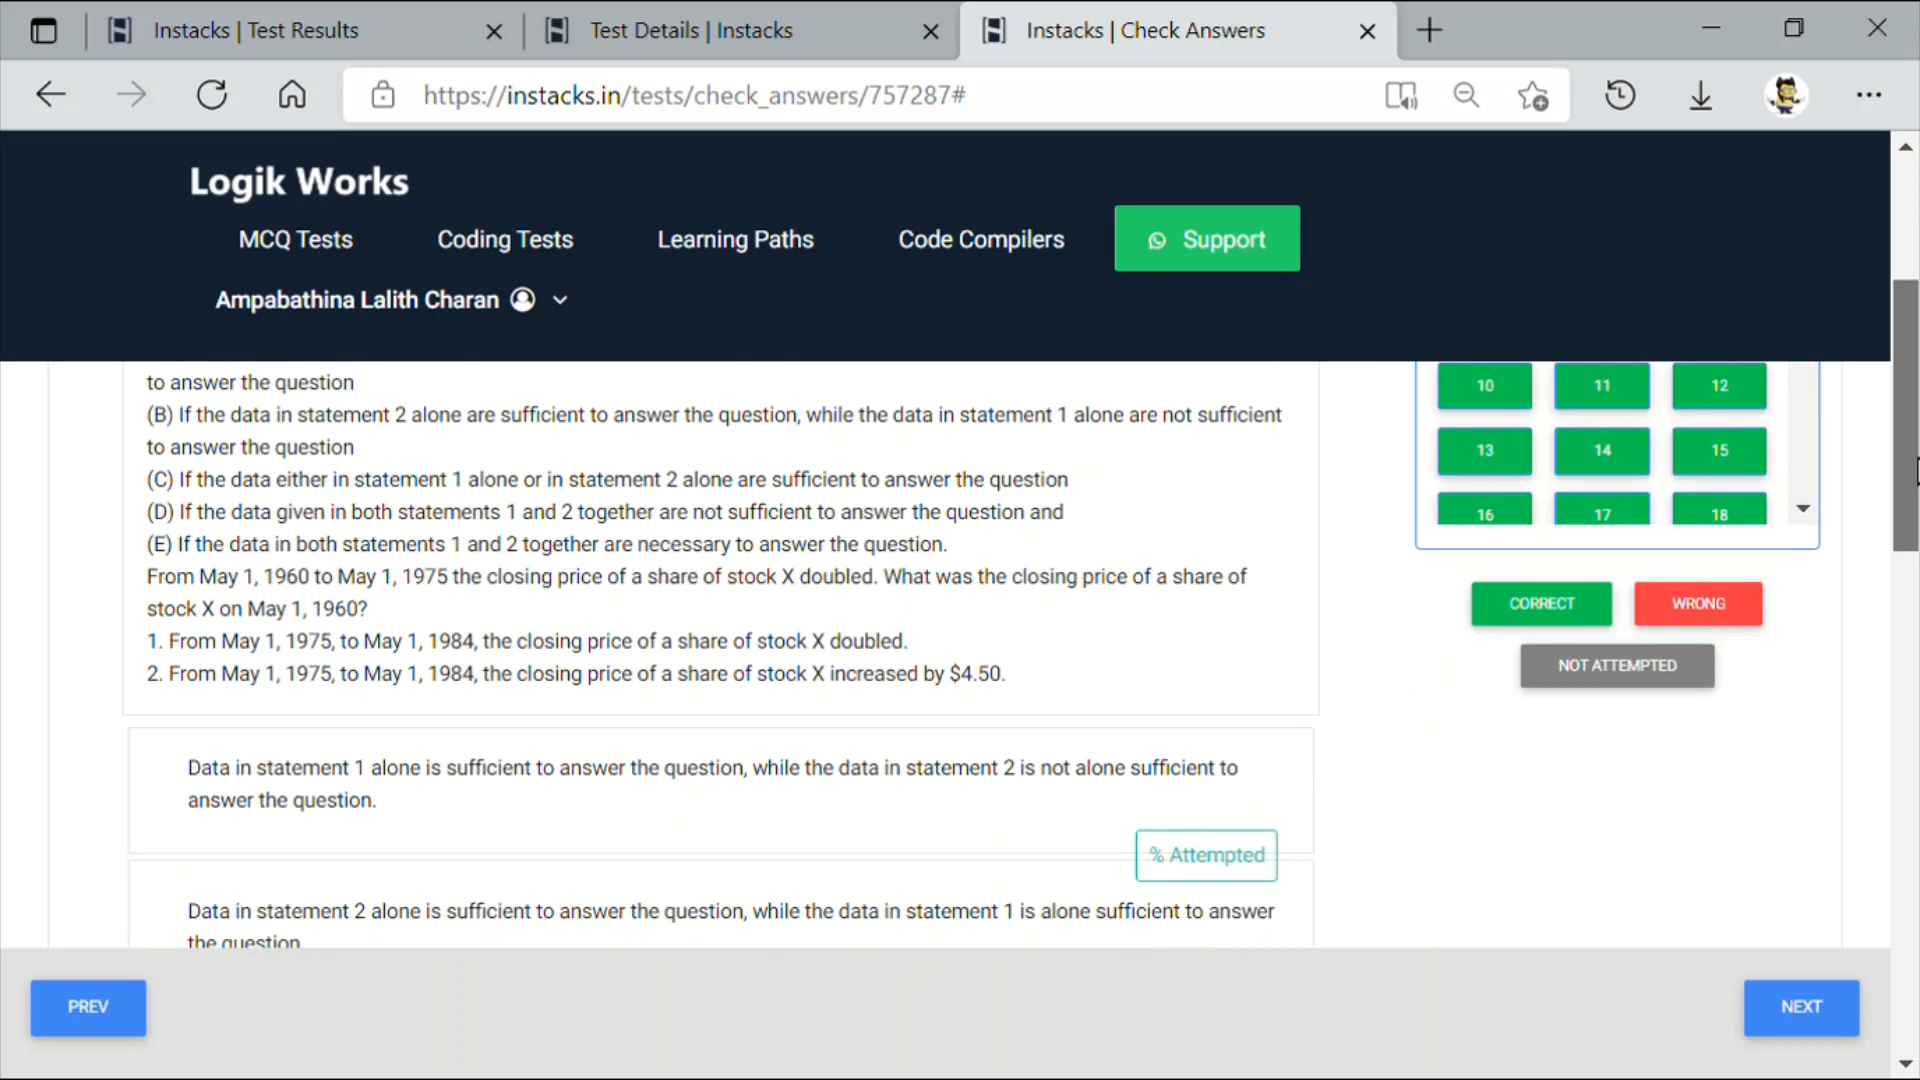 Instacks | Test Results
Test Details | Instacks
Instacks | Check Answers
https://instacks.in/tests/check_answers/757287#
Logik Works
MCQ Tests
Coding Tests
Learning Paths
Code Compilers
Support
Ampabathina Lalith Charan
to answer the question
(B) If the data in statement 2 alone are sufficient to answer the question, while the data in statement 1 alone are not sufficient
to answer the question
(C) If the data either in statement 1 alone or in statement 2 alone are sufficient to answer the question
(D) If the data given in both statements 1 and 2 together are not sufficient to answer the question and
(E) If the data in both statements 1 and 2 together are necessary to answer the question.
From May 1, 1960 to May 1, 1975 the closing price of a share of stock X doubled. What was the closing price of a share of
stock X on May 1, 1960?
1. From May 1, 1975, to May 1, 1984, the closing price of a share of stock X doubled.
2. From May 1, 1975, to May 1, 1984, the closing price of a share of stock X increased by $4.50.
10 11 12
13 14 15
16 17 18
CORRECT
WRONG
NOT ATTEMPTED
Data in statement 1 alone is sufficient to answer the question, while the data in statement 2 is not alone sufficient to
answer the question.
% Attempted
Data in statement 2 alone is sufficient to answer the question, while the data in statement 1 is alone sufficient to answer
the question
PREV
NEXT